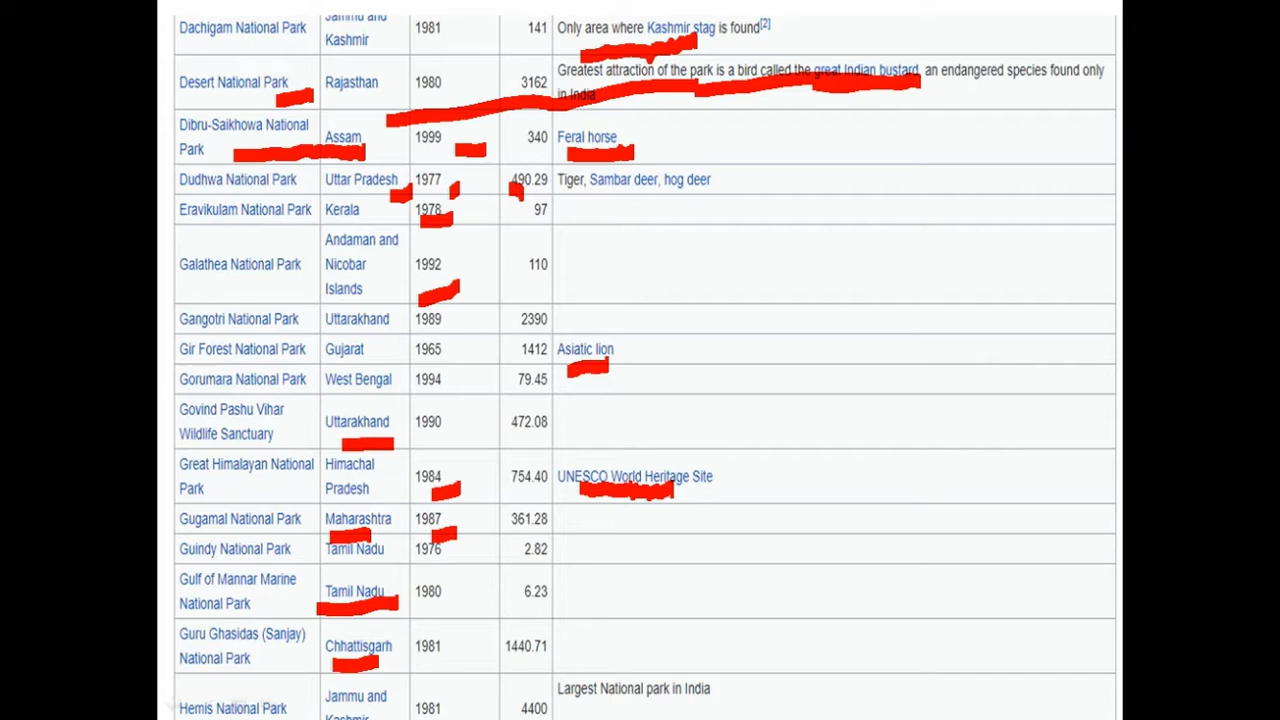 Dachigam National Park Jammu and Kashmir 1981 141 Only area where Kashmir stag is found[2]
Desert National Park Rajasthan 1980 3162 Greatest attraction of the park is a bird called the great Indian bustard, an endangered species found only
in India
Dibru-Saikhowa National
Park Assam 1999 340 Feral horse
Dudhwa National Park Uttar Pradesh 1977 490.29 Tiger, Sambar deer, hog deer
Eravikulam National Park Kerala 1978 97
Galathea National Park Andaman and
Nicobar
Islands 1992 110
Gangotri National Park Uttarakhand 1989 2390
Gir Forest National Park Gujarat 1965 1412 Asiatic lion
Gorumara National Park West Bengal 1994 79.45
Govind Pashu Vihar
Wildlife Sanctuary Uttarakhand 1990 472.08
Great Himalayan National
Park Himachal
Pradesh 1984 754.40 UNESCO World Heritage Site
Gugamal National Park Maharashtra 1987 361.28
Guindy National Park Tamil Nadu 1976 2.82
Gulf of Mannar Marine
National Park Tamil Nadu 1980 6.23
Guru Ghasidas (Sanjay)
National Park Chhattisgarh 1981 1440.71
Hemis National Park Jammu and
Kashmir 1981 4400 Largest National park in India